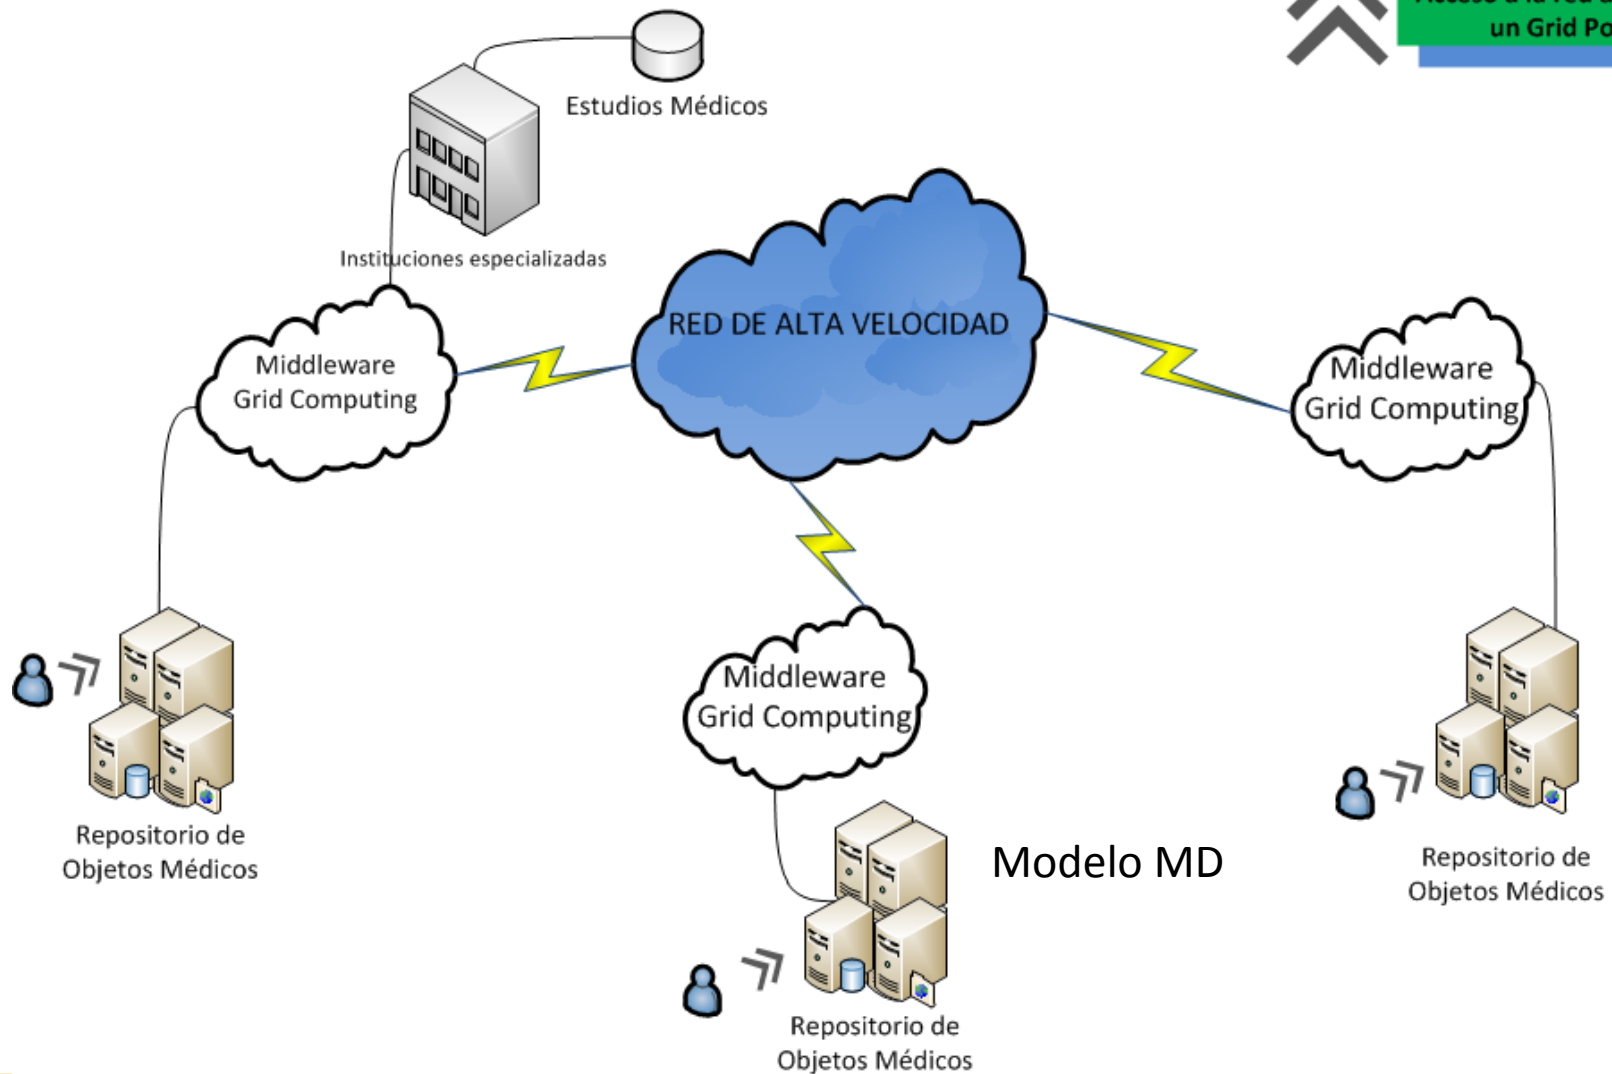 un Grid
Estudios Médicos
Instituciones especializadas
RED DE ALTA VELOCIDAD
Middleware
Grid Computing
Middleware
Grid Computing
Middleware
Grid Computing
Repositorio de
Objetos Médicos
Modelo MD
Repositorio de
Objetos Médicos
Repositorio de
Objetos Médicos